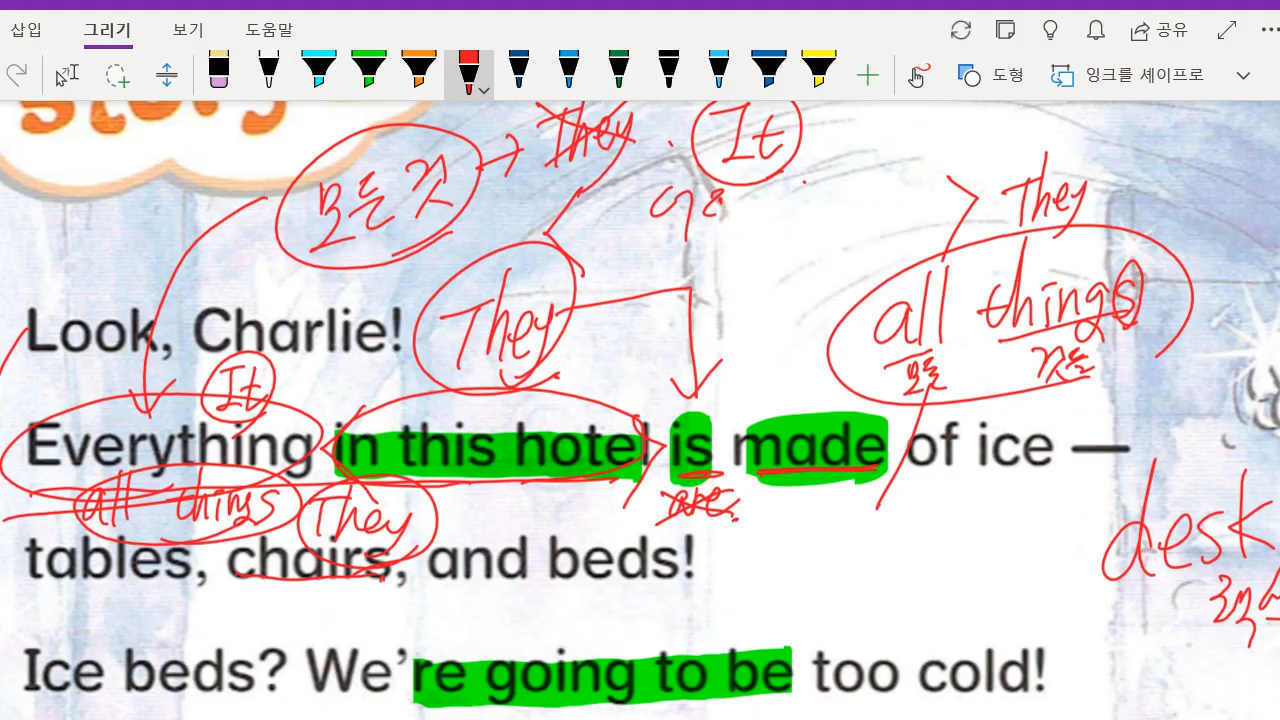 삽입 그리기 보기 도움말 공유
도형 잉크를 셰이프로
story
모든 것 → They It
They
They
all things
모든 것들
Look, Charlie!
It
Everything in this hotel is made of ice —
all things They are
desk
tables, chairs, and beds!
Ice beds? We're going to be too cold!